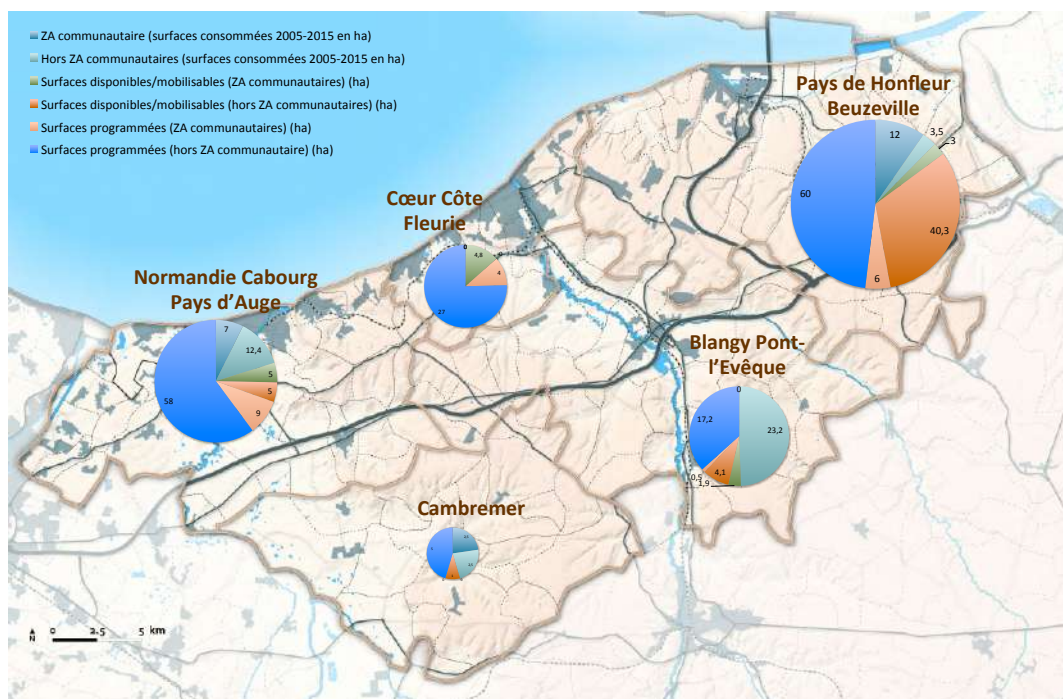 ZA communautaire (surfaces consommées 2005-2015 en ha)
Hors ZA communautaires (surfaces consommées 2005-2015 en ha)
Surfaces disponibles/mobilisables (ZA communautaires) (ha)
Surfaces disponibles/mobilisables (hors ZA communautaires) (ha)
Surfaces programmées (ZA communautaires) (ha)
Surfaces programmées (hors ZA communautaire) (ha)
Pays de Honfleur
Beuzeville
12
3,5
3
60
40,3
6
Cœur Côte
Fleurie
0
4,8
4
27
Normandie Cabourg
Pays d'Auge
7
12,4
5
5
9
58
Blangy Pont-
l'Evêque
0
17,2
23,2
4,1
0,5
1,9
Cambremer
N
0
2.5
5 km